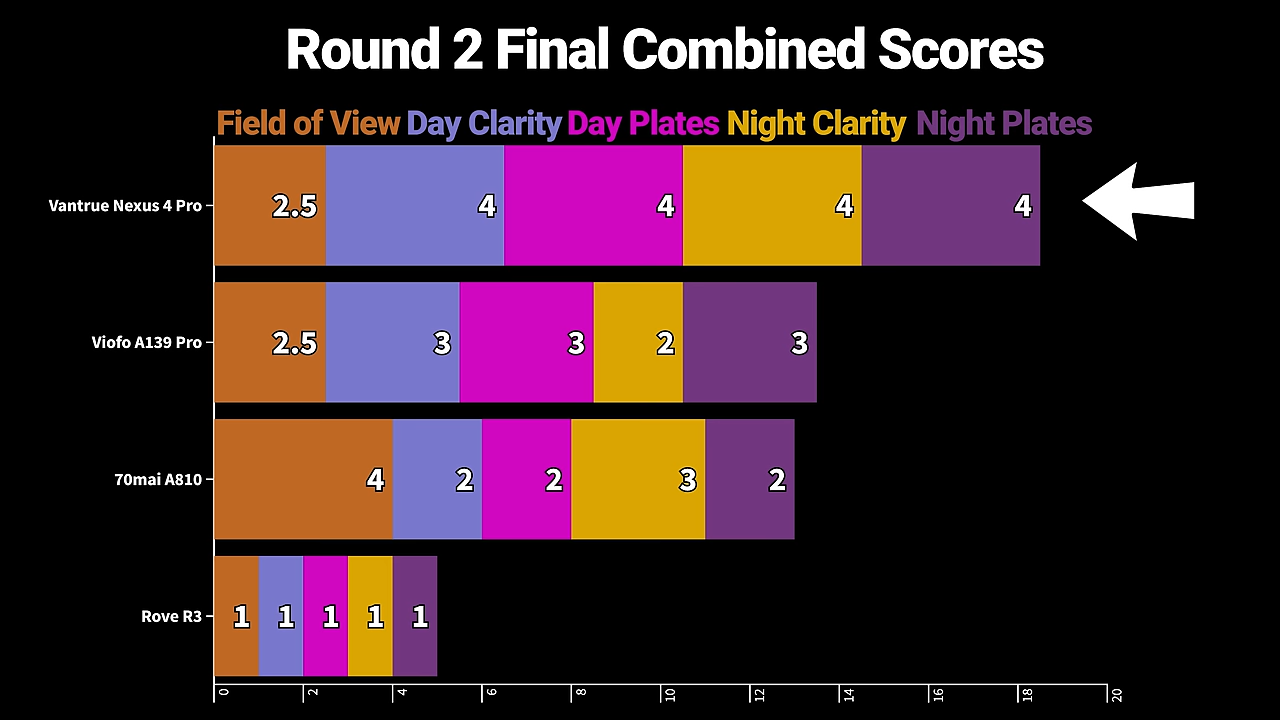 Round 2 Final Combined Scores
Field of View Day Clarity Day Plates Night Clarity Night Plates
Vantrue Nexus 4 Pro 2.5 4 4 4 4
Viofo A139 Pro 2.5 3 3 2 3
70mai A810 4 2 2 3 2
Rove R3 1 1 1 1 1
0 2 4 6 8 10 12 14 16 18 20